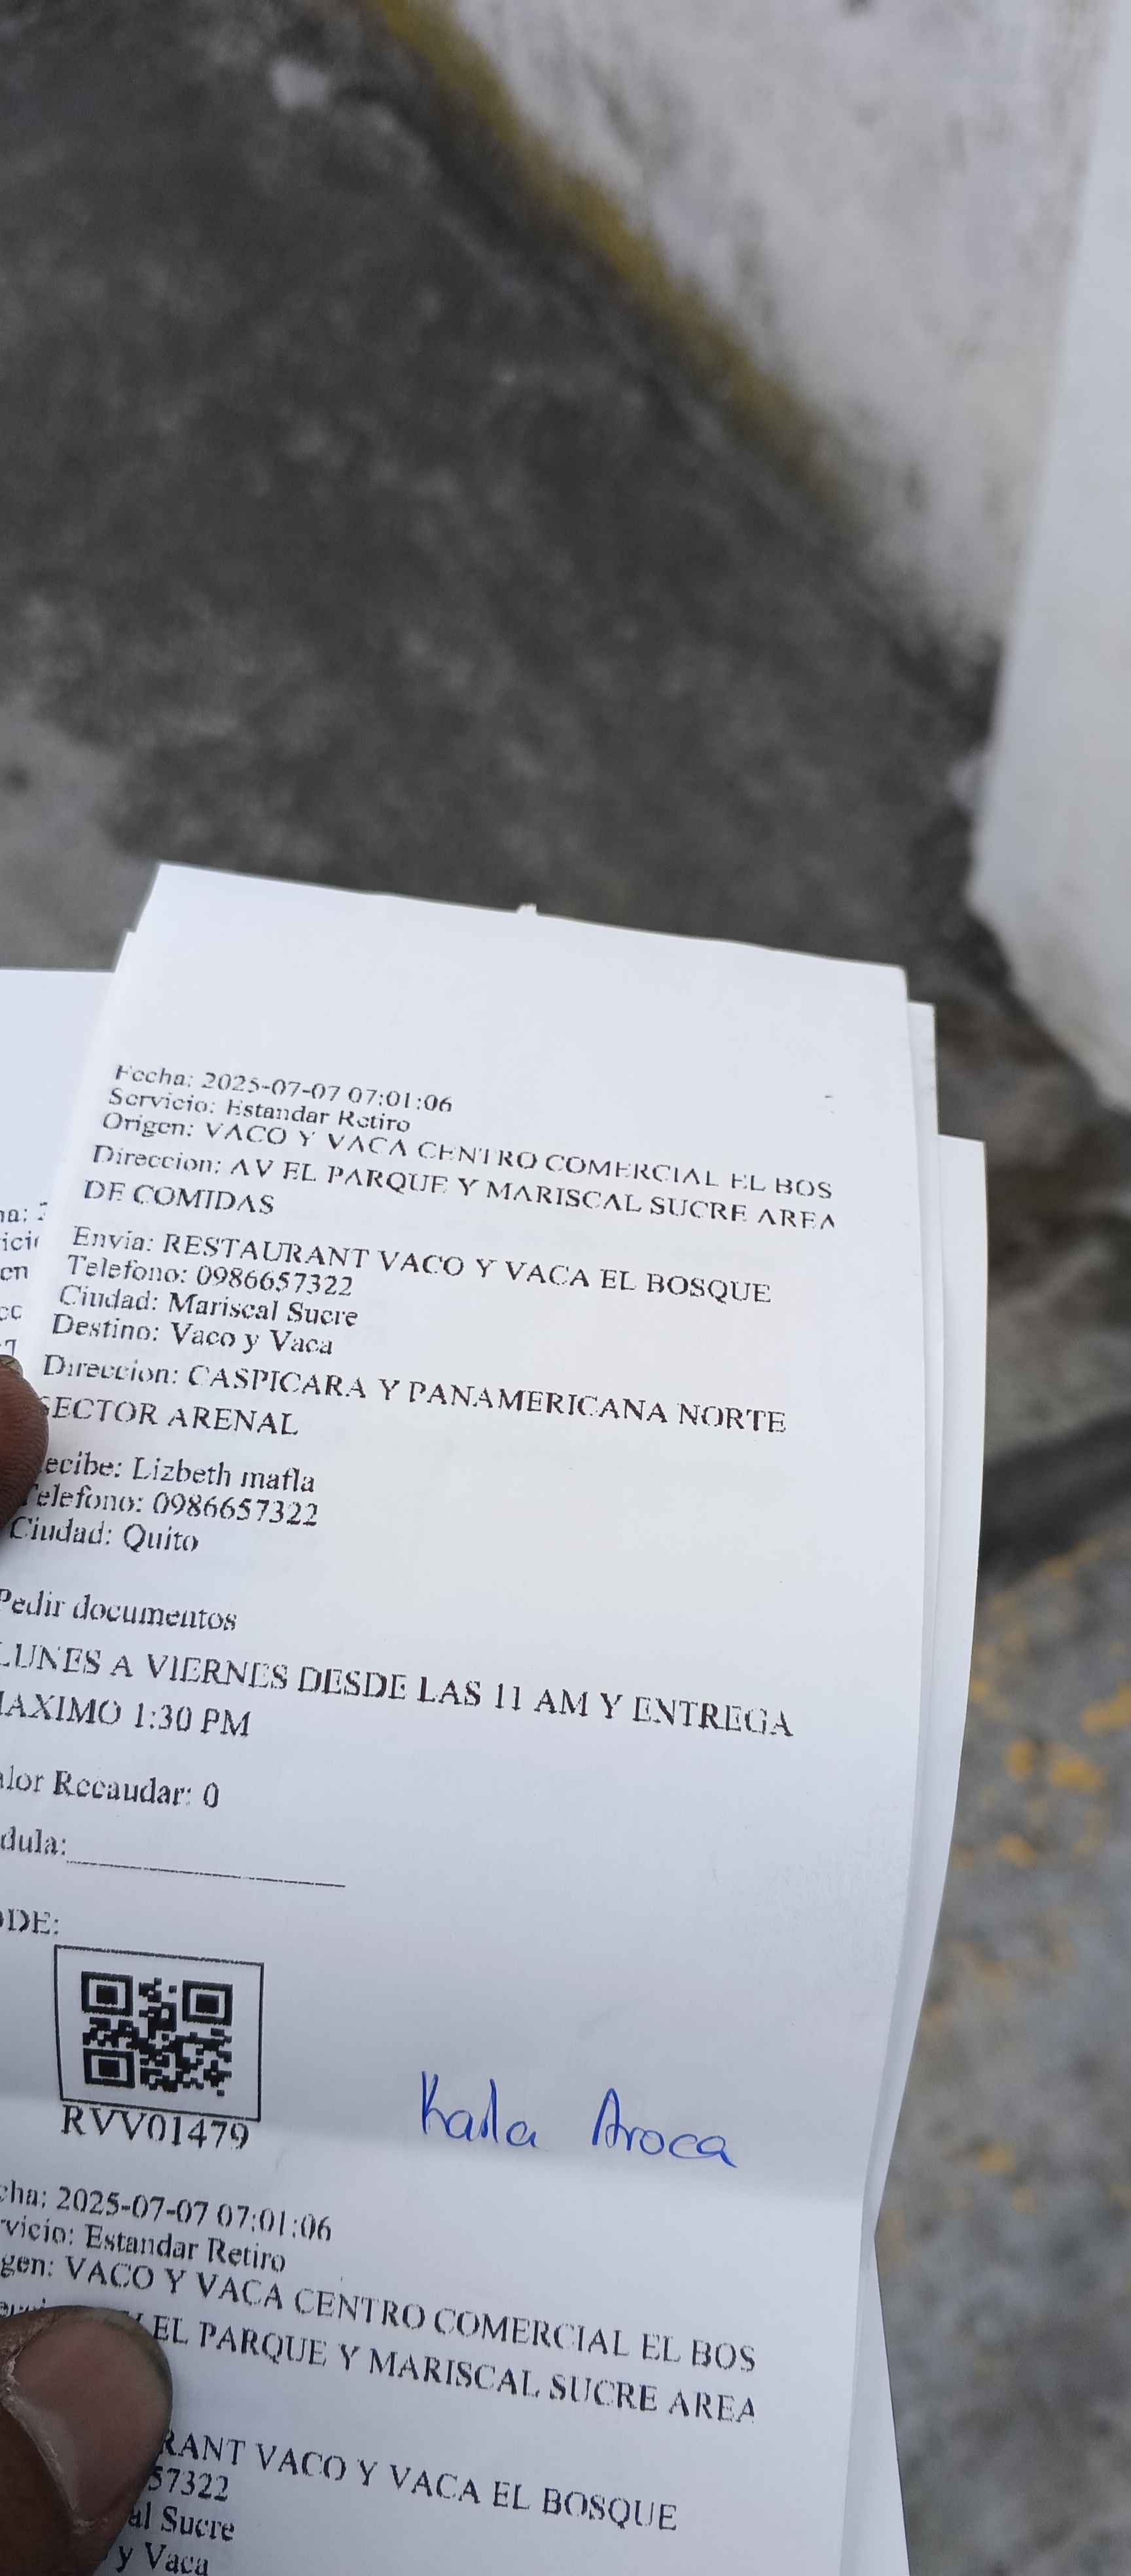 Fecha: 2025-07-07 07:01:06
Servicio: Estandar Retiro
Origen: VACO Y VACA CENTRO COMERCIAL EL BOS
Direccion: AV EL PARQUE Y MARISCAL SUCRE AREA
DE COMIDAS
Envia: RESTAURANT VACO Y VACA EL BOSQUE
Telefono: 0986657322
Ciudad: Mariscal Sucre
Destino: Vaco y Vaca
Direccion: CASPICARA Y PANAMERICANA NORTE
SECTOR ARENAL
ecibe: Lizbeth mafla
Telefono: 0986657322
Ciudad: Quito
Pedir documentos
LUNES A VIERNES DESDE LAS 11 AM Y ENTREGA
MAXIMO 1:30 PM
alor Recaudar: 0
dula:
ODE:
RVV01479
Karla Aroca
cha: 2025-07-07 07:01:06
rvicio: Estandar Retiro
gen: VACO Y VACA CENTRO COMERCIAL EL BOS
EL PARQUE Y MARISCAL SUCRE AREA
RANT VACO Y VACA EL BOSQUE
57322
al Sucre
y Vaca